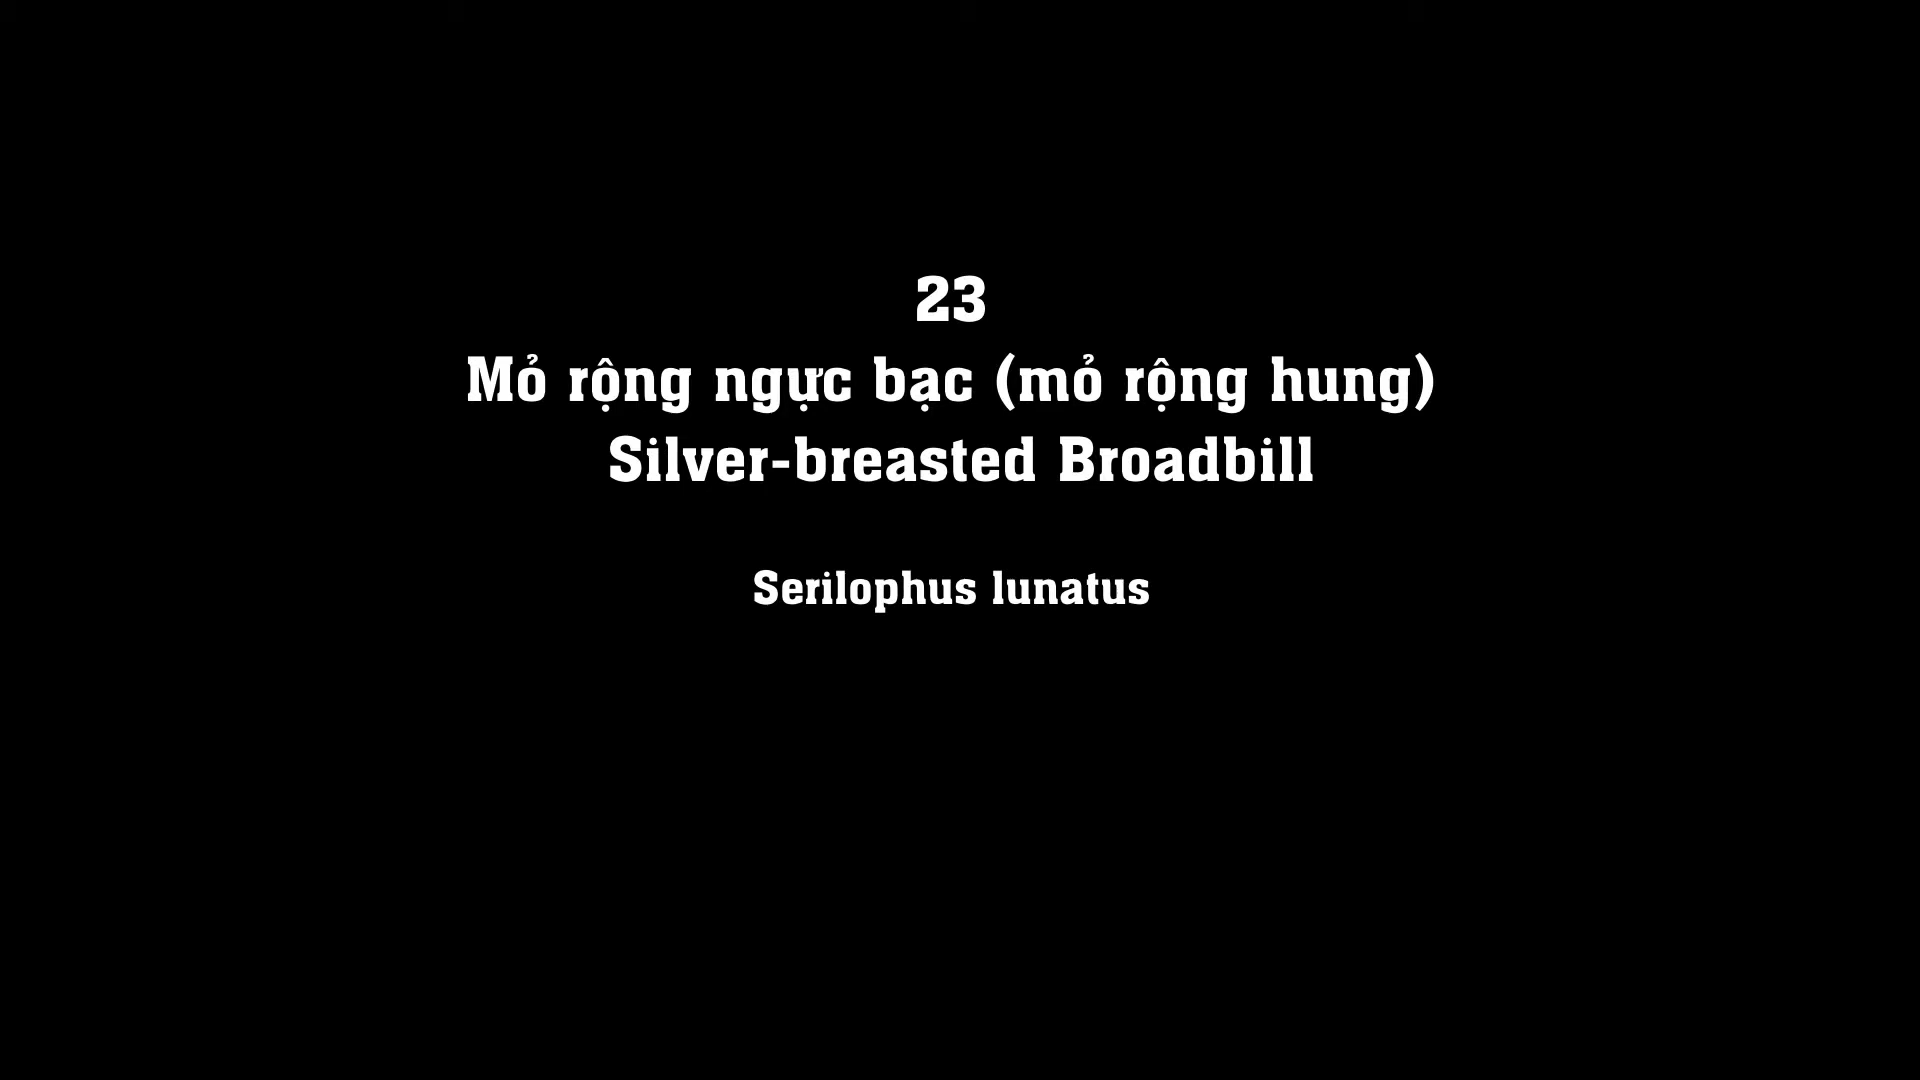 23
Mỏ rộng ngực bạc (mỏ rộng hung)
Silver-breasted Broadbill
Serilophus lunatus